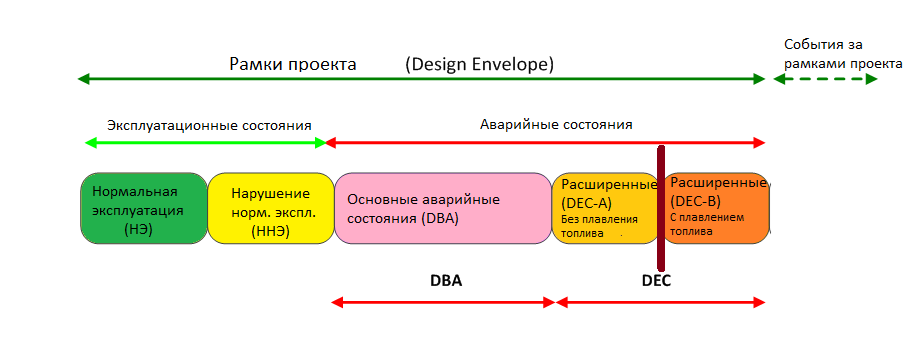 События за
рамками проекта
Рамки проекта (Design Envelope)
Эксплуатационные состояния
Аварийные состояния
Нормальная
эксплуатация
(НЭ)
Нарушение
норм. экспл.
(ННЭ)
Основные аварийные
состояния (DBA)
Расширенные
(DEC-A)
Без плавления
топлива
Расширенные
(DEC-B)
С плавлением
топлива
DBA
DEC